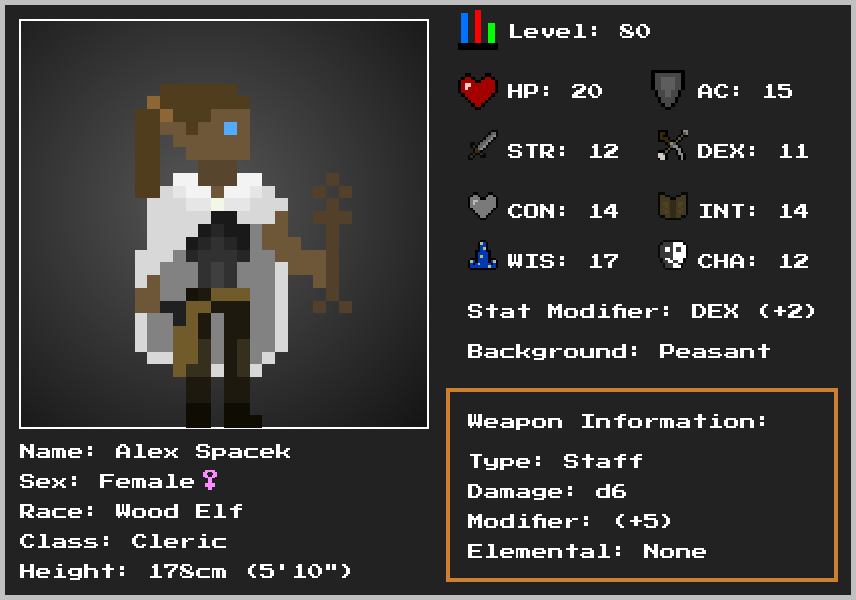 Level: 80
HP: 20 AC: 15
STR: 12 DEX: 11
CON: 14 INT: 14
WIS: 17 CHA: 12
Stat Modifier: DEX (+2)
Background: Peasant
Weapon Information:
Type: Staff
Damage: d6
Modifier: (+5)
Elemental: None
Name: Alex Spacek
Sex: Female♀
Race: Wood Elf
Class: Cleric
Height: 178cm (5'10")